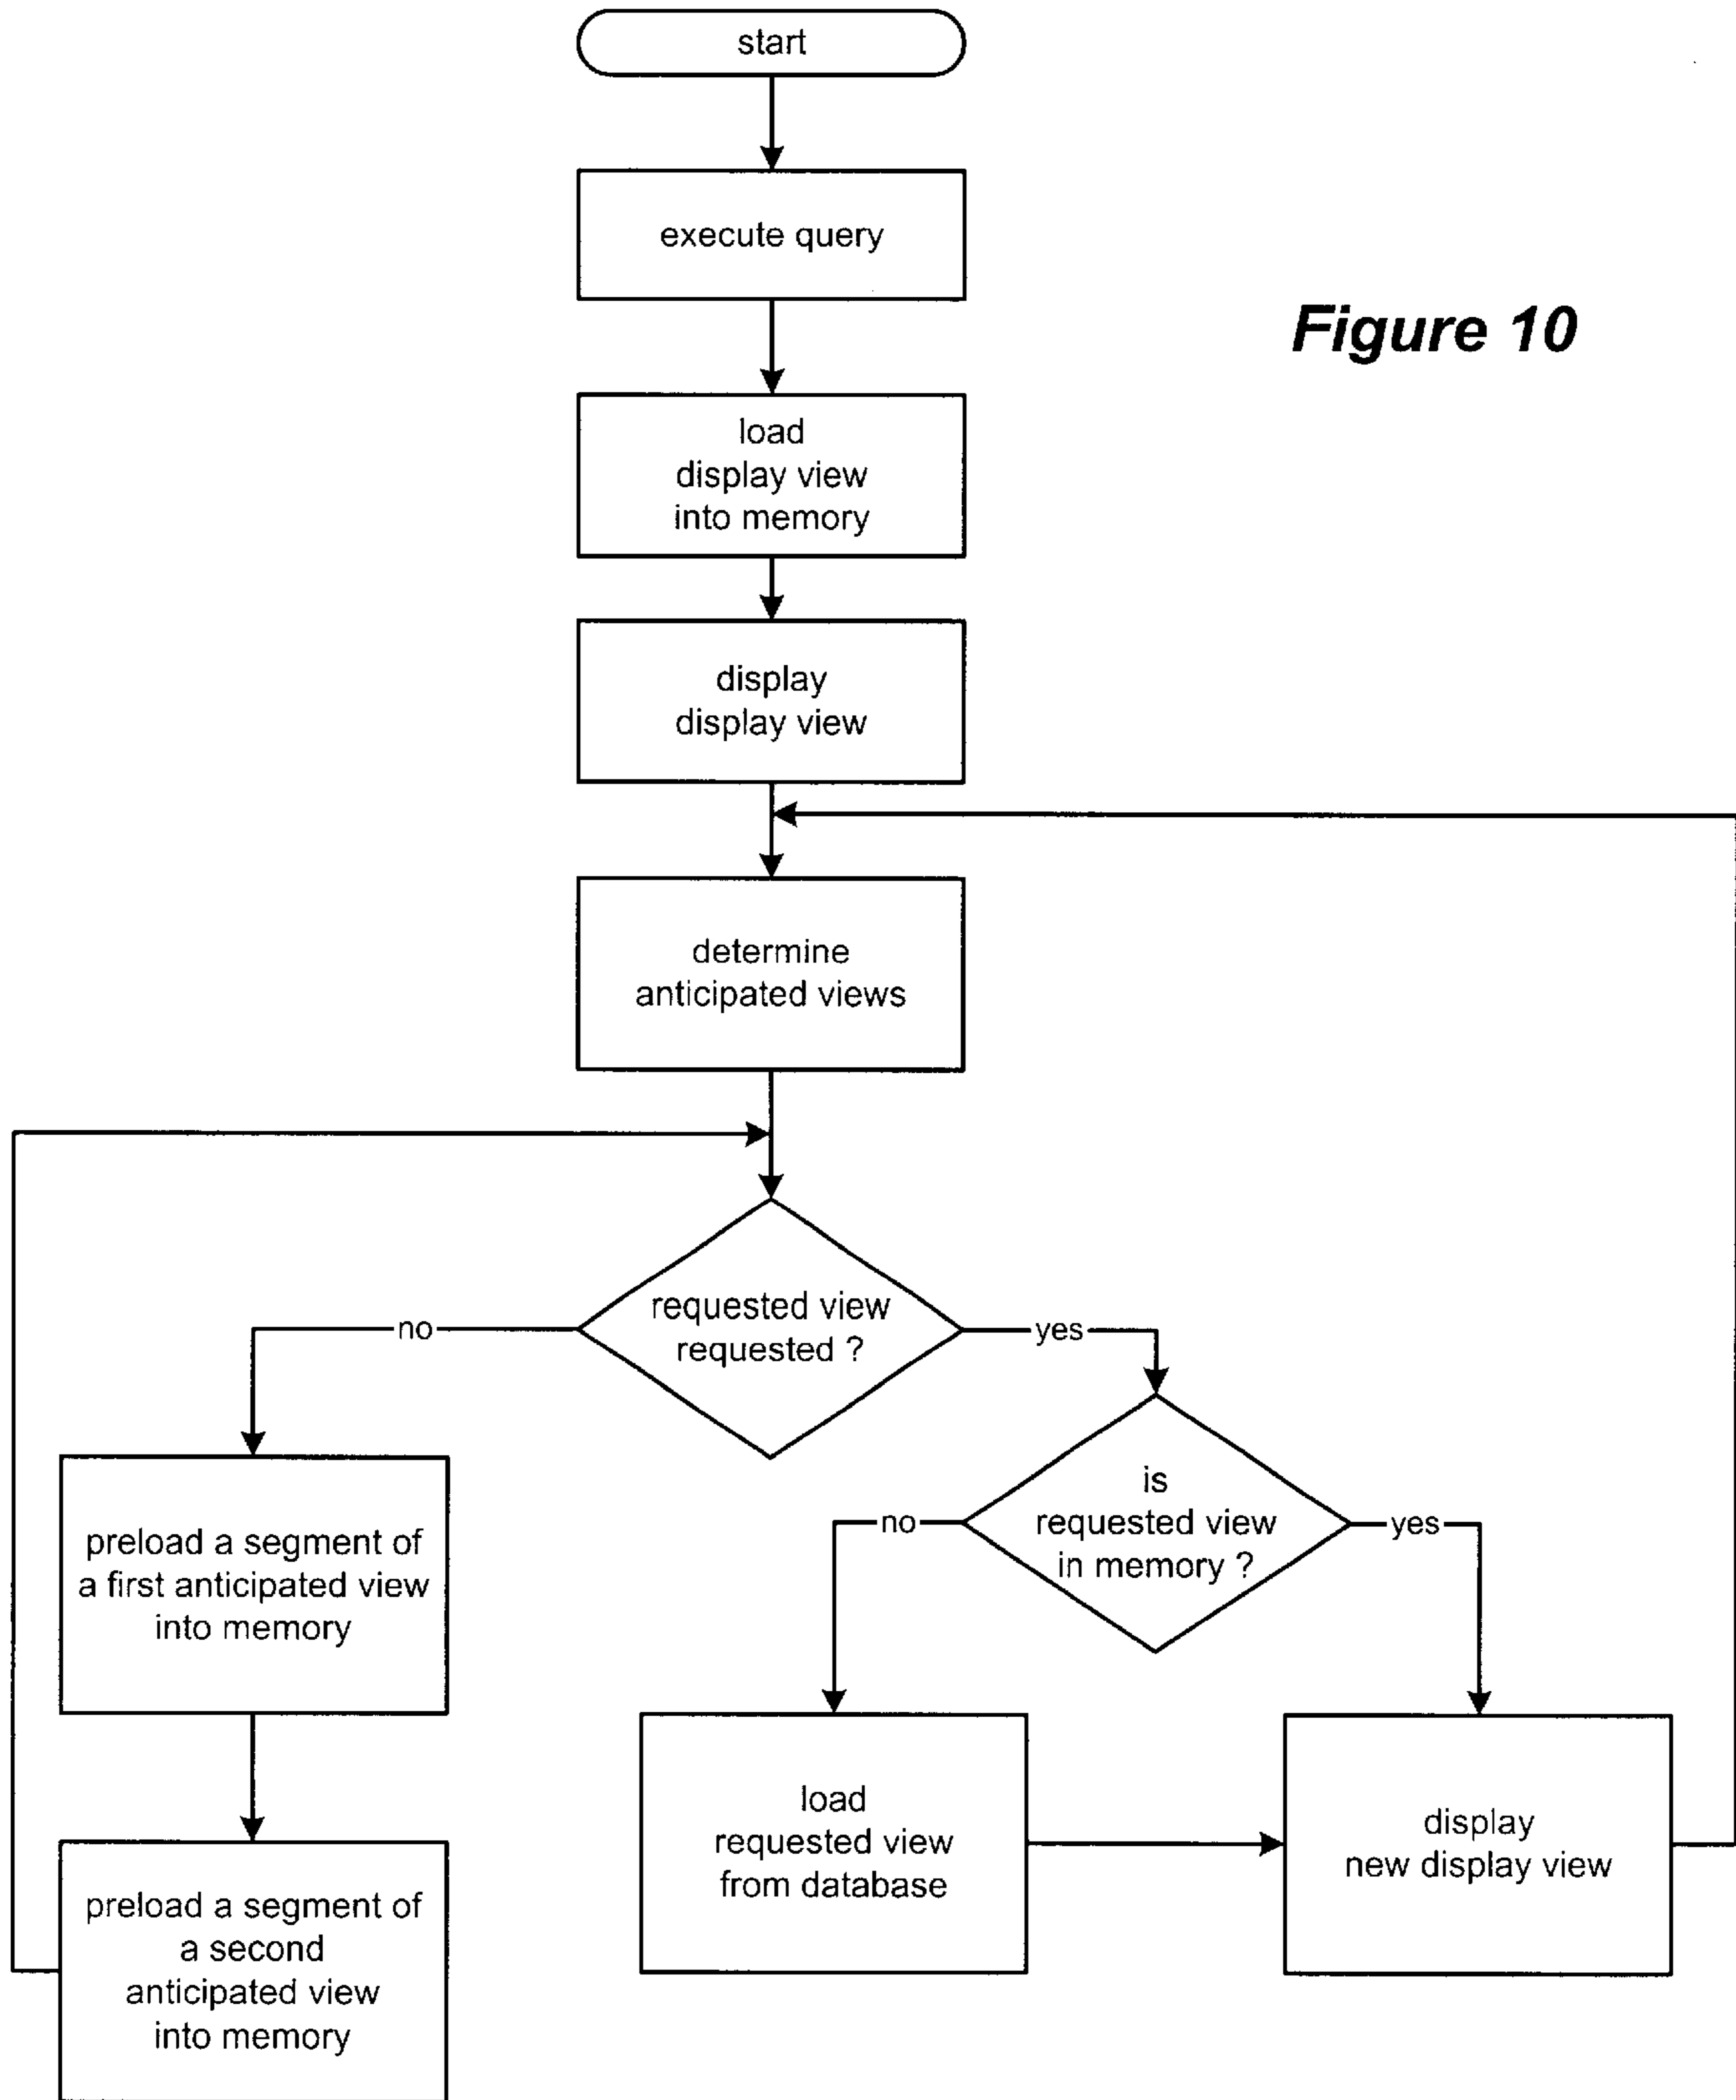 start
execute query
Figure 10
load
display view
into memory
display
display view
determine
anticipated views
requested view
requested ?
no
yes
is
requested view
in memory ?
no
yes
preload a segment of
a first anticipated view
into memory
load
requested view
from database
display
new display view
preload a segment of
a second
anticipated view
into memory